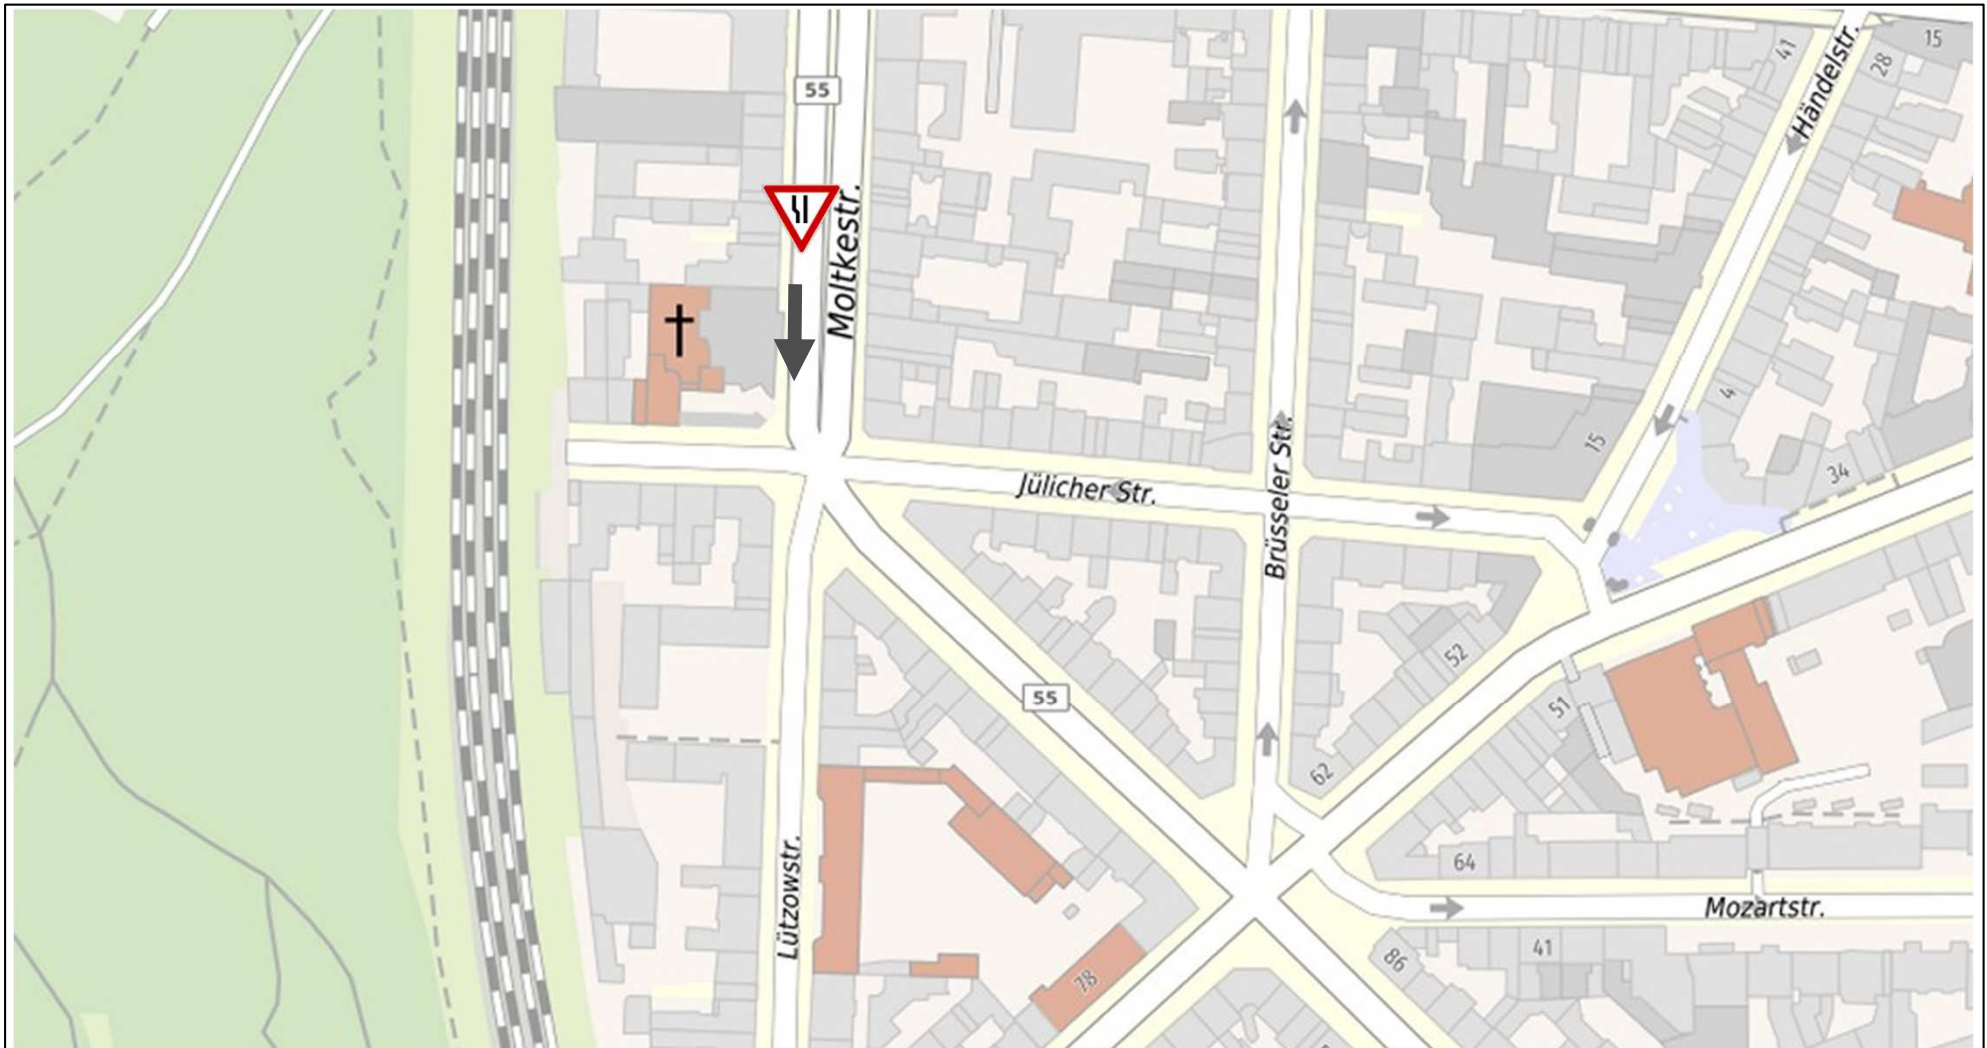 15
41
28
Händelstr.
55
Moltkestr.
4
15
34
Jülicher Str.
Brüsseler Str.
52
55
51
62
Lützowstr.
64
Mozartstr.
41
86
78